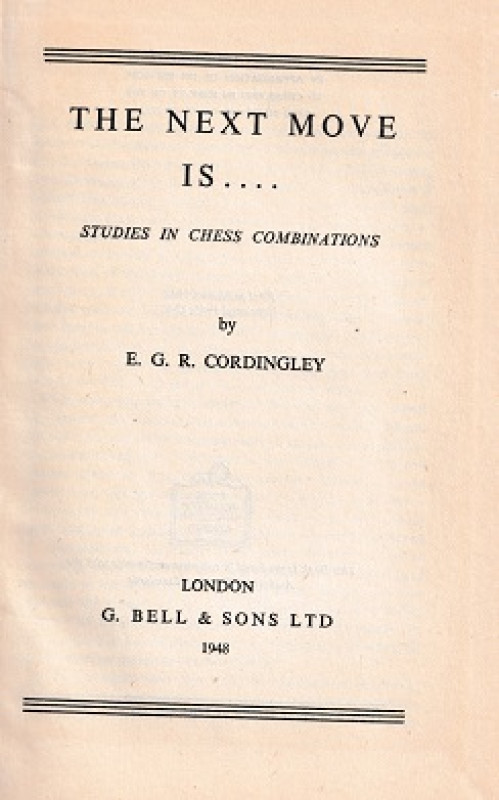 THE NEXT MOVE
IS....
STUDIES IN CHESS COMBINATIONS
by
E. G. R. CORDINGLEY
LONDON
G. BELL & SONS LTD
1948